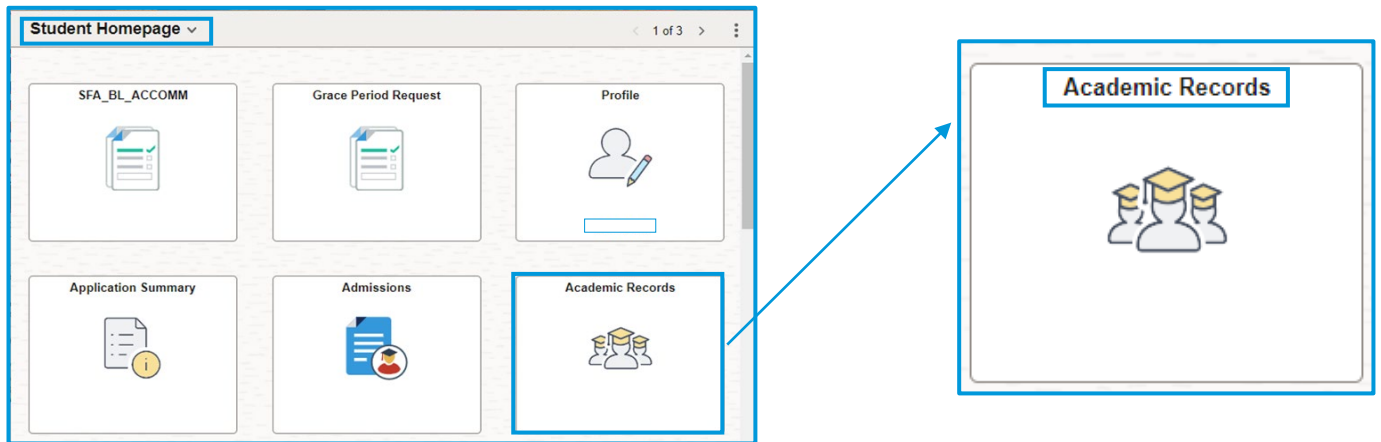 Student Homepage
1 of 3
SFA_BL_ACCOMM
Grace Period Request
Profile
Application Summary
Admissions
Academic Records
Academic Records